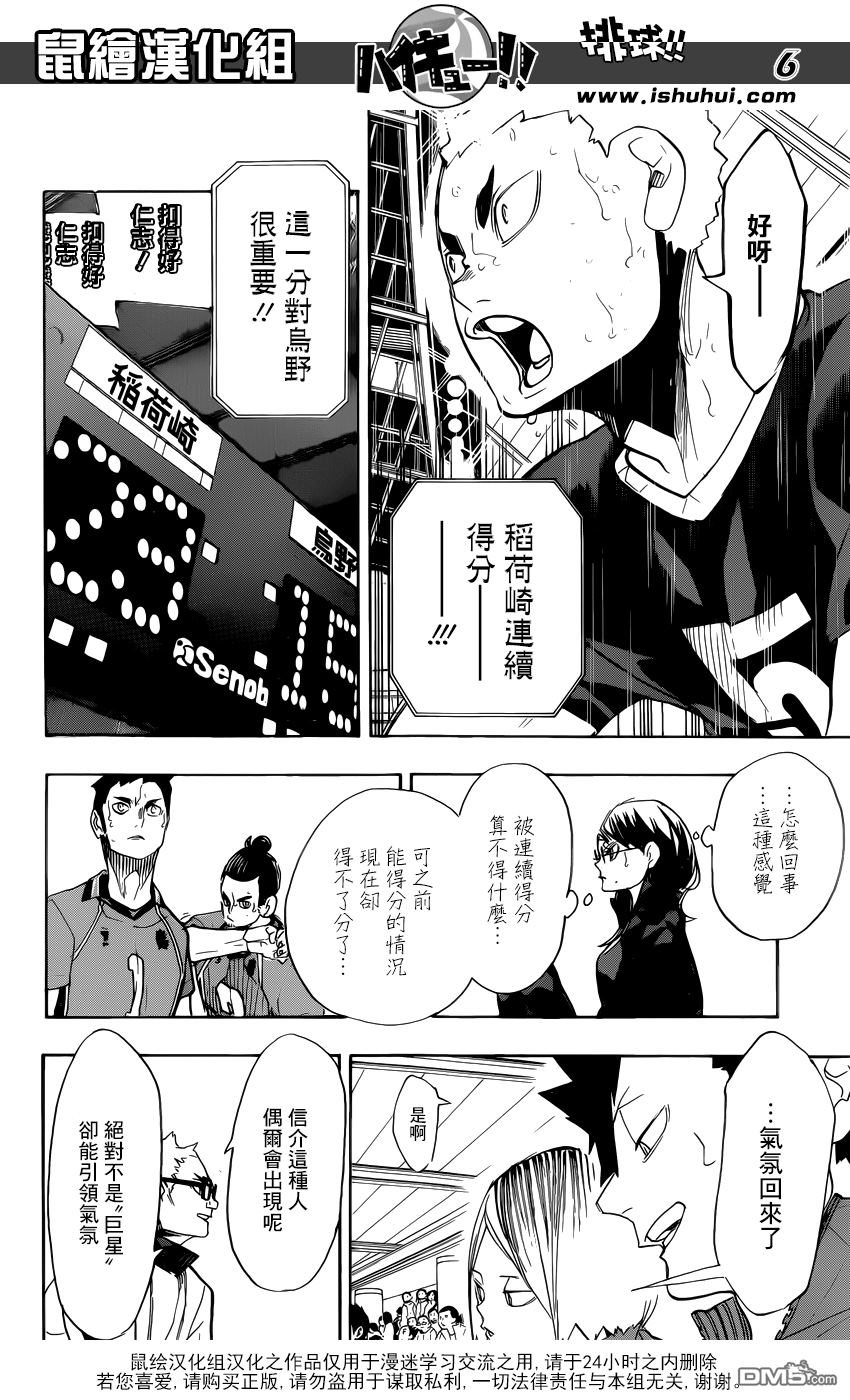 鼠繪漢化組
ハイキュー!!
排球!!
6
www.ishuhui.com
好呀——
稻荷崎連續
得分——
——!!!
這一分對烏野
很重要!!
扣得好
仁志!
扣得好
仁志
稲荷崎
烏野
23
15
Senoh
…怎麼回事
…這種感覺
被連續得分
算不得什麼…
可之前
能得分的情況
現在卻
得不了分了…
1
…氣氛回來了
是啊
信介這種人
偶爾會出現呢
絕對不是〝巨星〞
卻能引領氣氛
鼠绘汉化组汉化之作品仅用于漫迷学习交流之用, 请于24小时之内删除
若您喜爱, 请购买正版, 请勿盗用于谋取私利, 一切法律责任与本组无关, 谢谢。
DM5.com